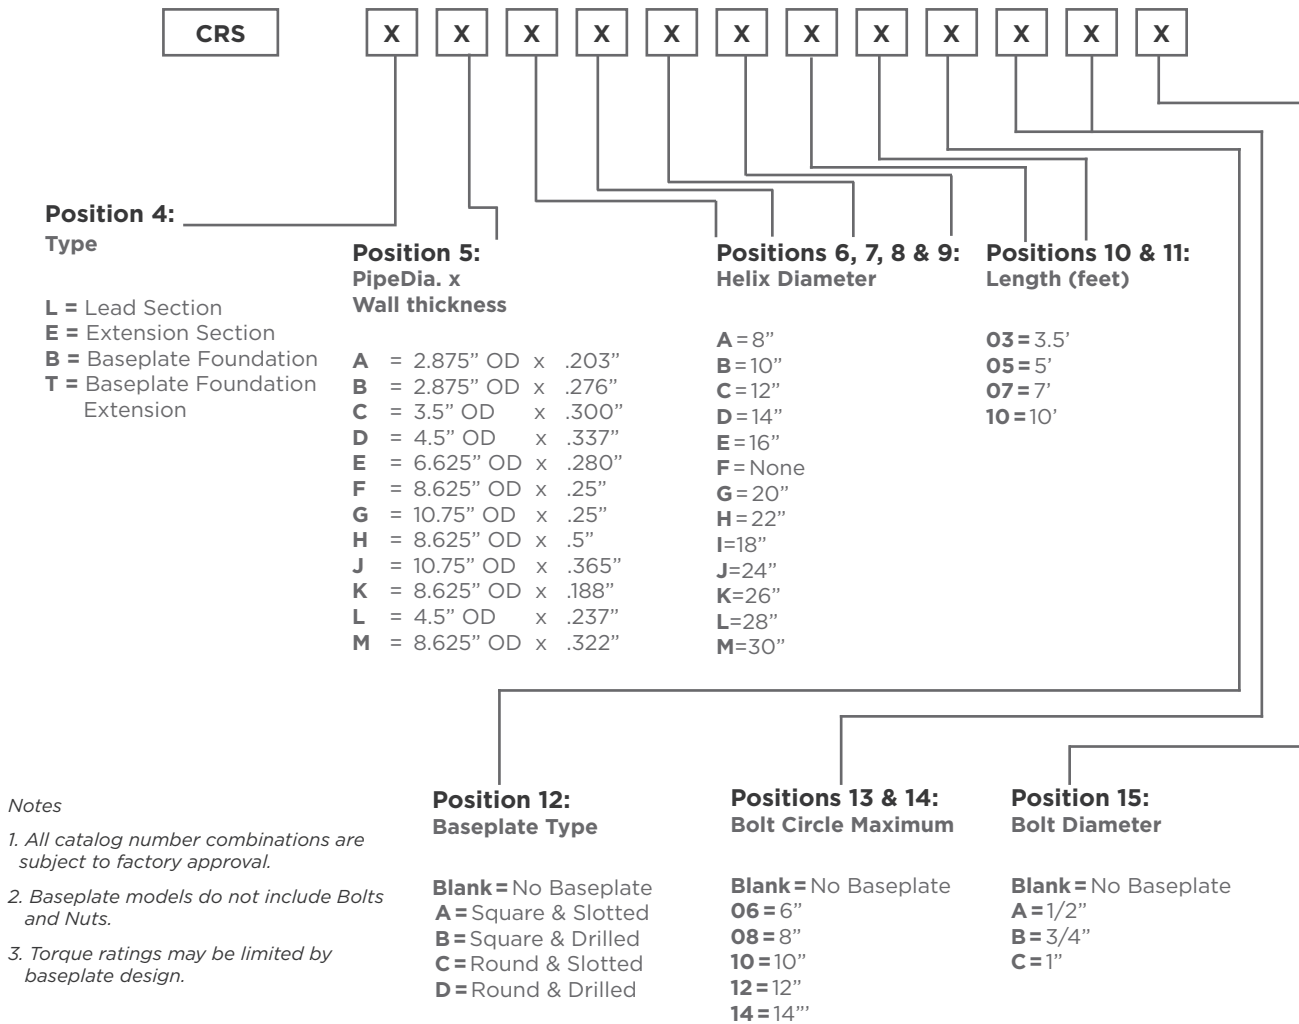 CRS X X X X X X X X X X X X
Position 4:
Type
L = Lead Section
E = Extension Section
B = Baseplate Foundation
T = Baseplate Foundation
Extension
Position 5:
PipeDia. x
Wall thickness
A = 2.875” OD x .203”
B = 2.875” OD x .276”
C = 3.5” OD x .300”
D = 4.5” OD x .337”
E = 6.625” OD x .280”
F = 8.625” OD x .25”
G = 10.75” OD x .25”
H = 8.625” OD x .5”
J = 10.75” OD x .365”
K = 8.625” OD x .188”
L = 4.5” OD x .237”
M = 8.625” OD x .322”
Positions 6, 7, 8 & 9:
Helix Diameter
A = 8”
B = 10”
C = 12”
D = 14”
E = 16”
F = None
G = 20”
H = 22”
I=18”
J=24”
K=26”
L=28”
M=30”
Positions 10 & 11:
Length (feet)
03 = 3.5’
05 = 5’
07 = 7’
10 = 10’
Notes
1. All catalog number combinations are
subject to factory approval.
2. Baseplate models do not include Bolts
and Nuts.
3. Torque ratings may be limited by
baseplate design.
Position 12:
Baseplate Type
Blank = No Baseplate
A = Square & Slotted
B = Square & Drilled
C = Round & Slotted
D = Round & Drilled
Positions 13 & 14:
Bolt Circle Maximum
Blank = No Baseplate
06 = 6”
08 = 8”
10 = 10”
12 = 12”
14 = 14”’
Position 15:
Bolt Diameter
Blank = No Baseplate
A = 1/2”
B = 3/4”
C = 1”